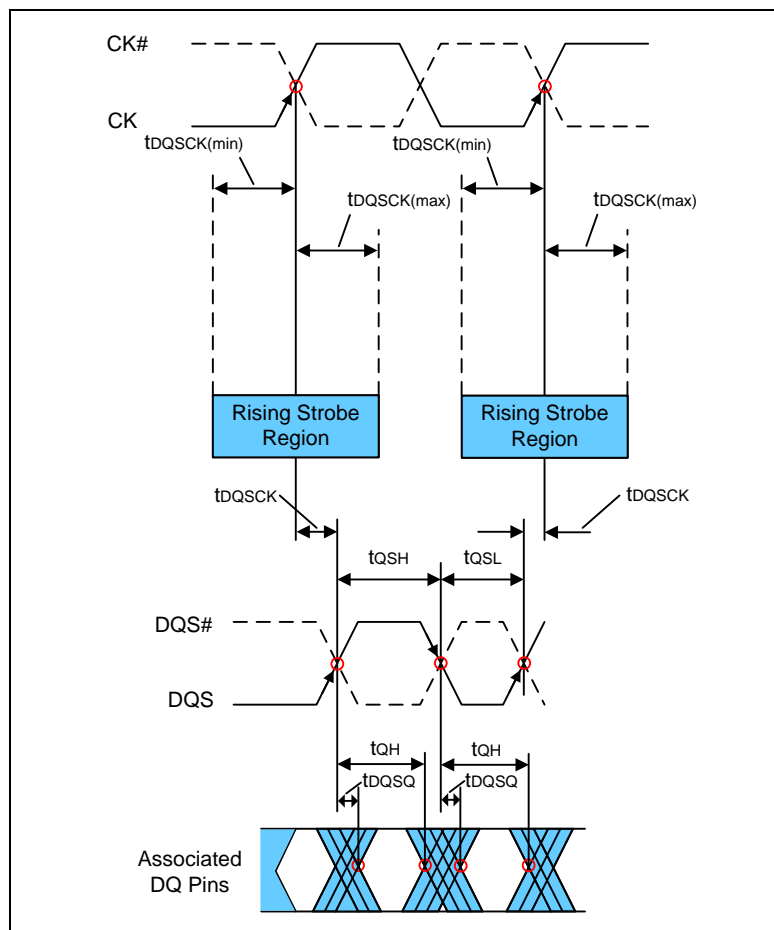 CK#
CK
tDQSCK(min)
tDQSCK(min)
tDQSCK(max)
tDQSCK(max)
Rising Strobe
Region
Rising Strobe
Region
tDQSCK
tDQSCK
tQSH
tQSL
DQS#
DQS
tQH
tQH
tDQSQ
tDQSQ
Associated
DQ Pins